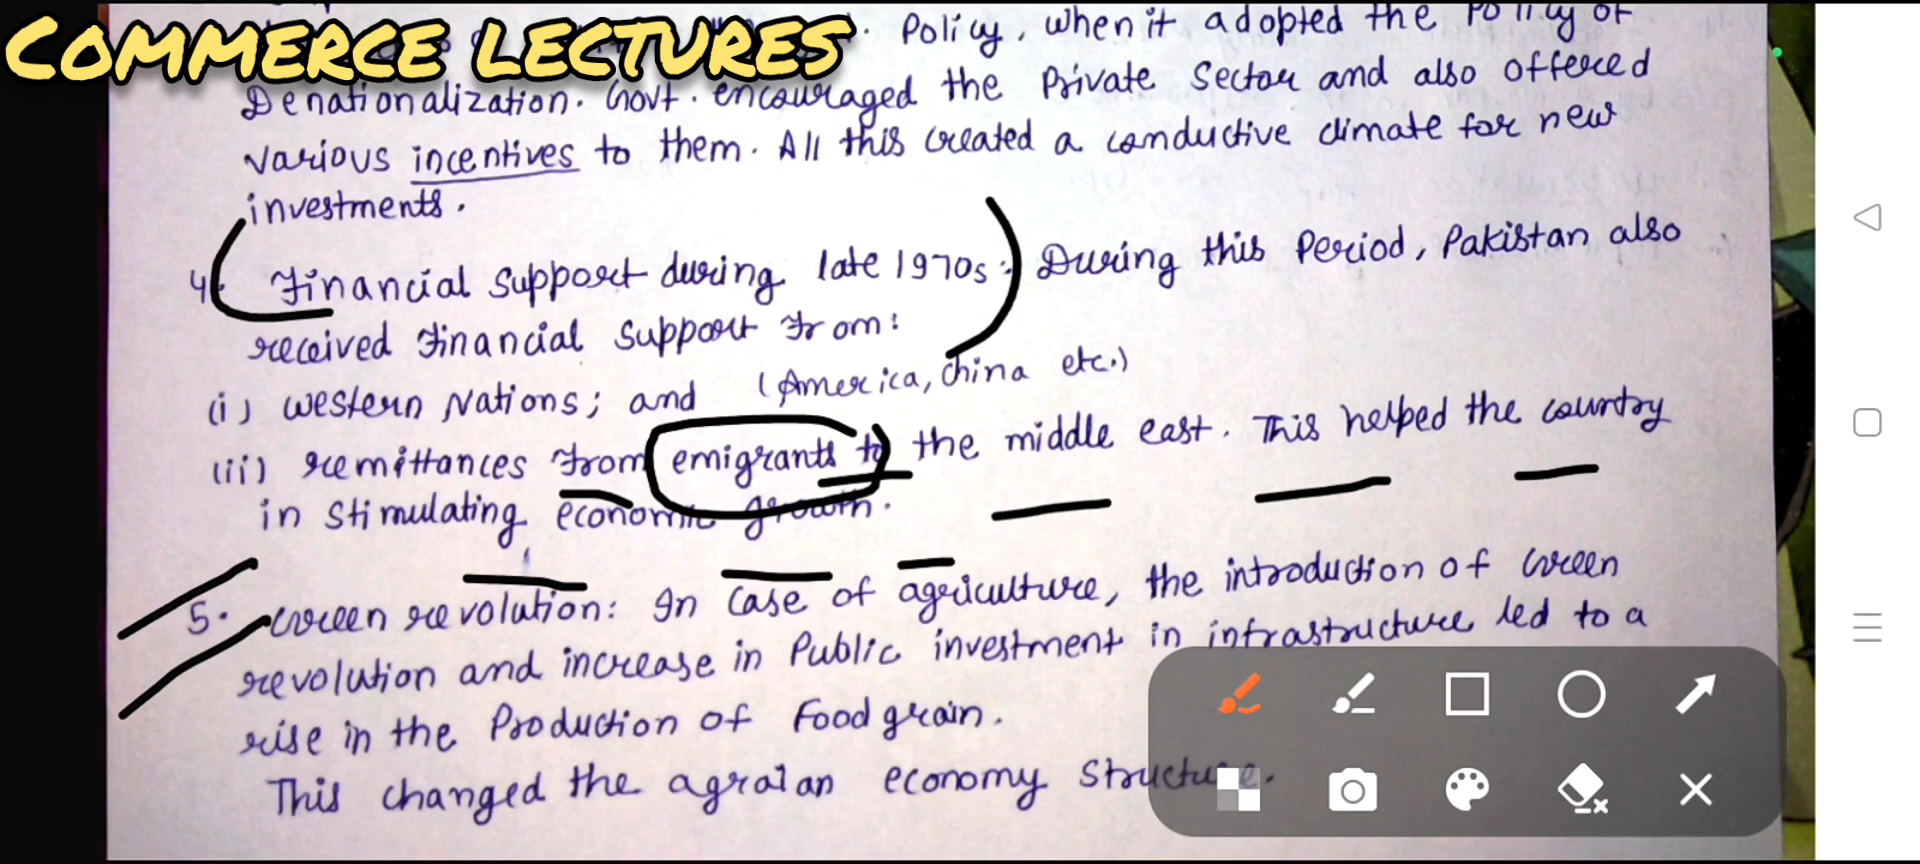 COMMERCE LECTURES
Policy, when it adopted the Policy of
Denationalization. Govt. encouraged the Private Sector and also offered
various incentives to them. All this created a conductive climate for new
investments.
4. Financial Support during late 1970s: During this Period, Pakistan also
received Financial Support From:
(i) western Nations; and (America, China etc.)
(ii) remittances From emigrants to the middle east. This helped the country
in stimulating economic growth.
5. Green revolution: In case of agriculture, the introduction of Green
revolution and increase in Public investment in infrastructure led to a
rise in the Production of Food grain.
This changed the agraian economy structure.